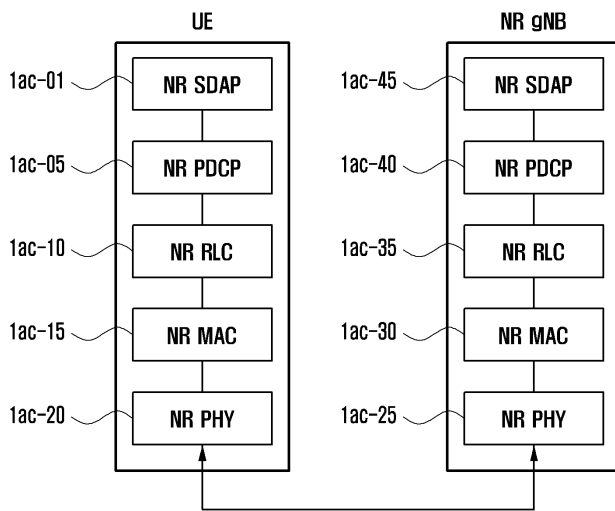 UE NR gNB
1ac-01 NR SDAP 1ac-45 NR SDAP
1ac-05 NR PDCP 1ac-40 NR PDCP
1ac-10 NR RLC 1ac-35 NR RLC
1ac-15 NR MAC 1ac-30 NR MAC
1ac-20 NR PHY 1ac-25 NR PHY